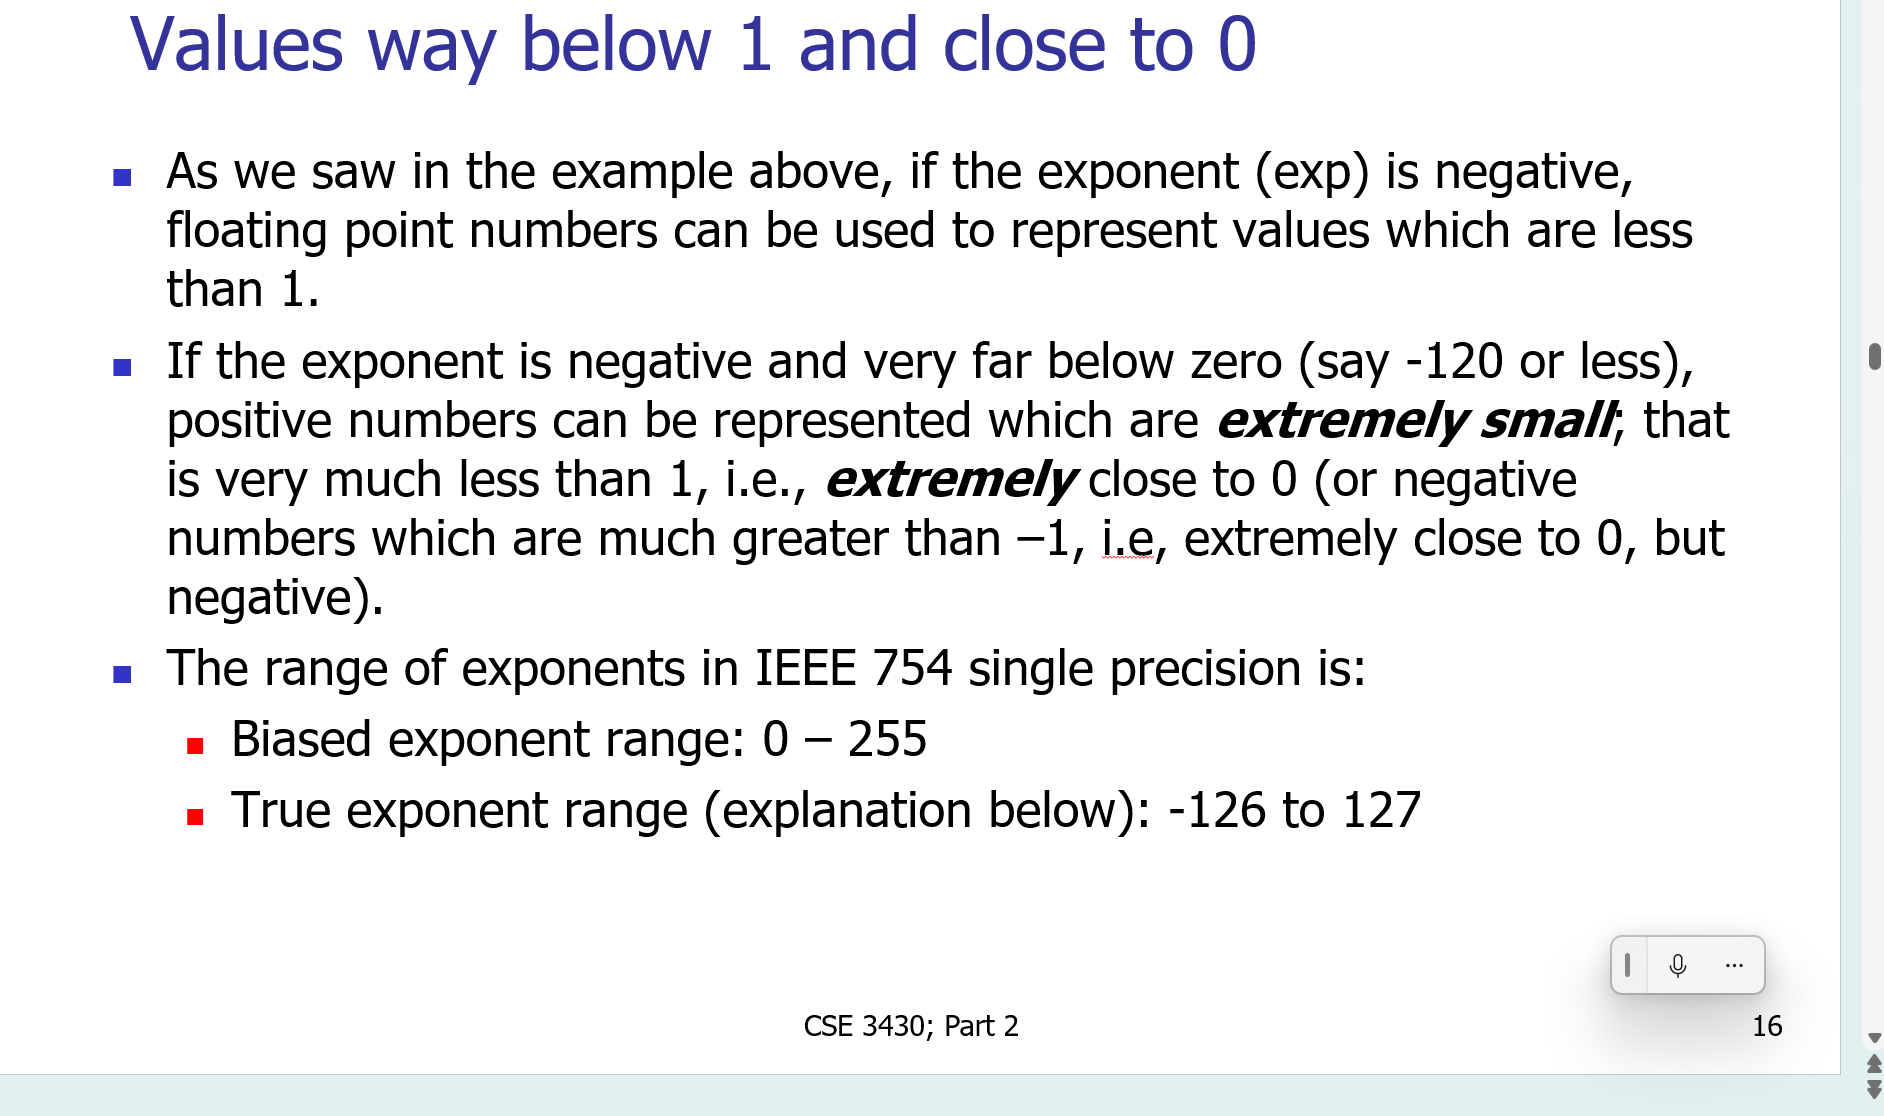 Values way below 1 and close to 0
As we saw in the example above, if the exponent (exp) is negative,
floating point numbers can be used to represent values which are less
than 1.
If the exponent is negative and very far below zero (say -120 or less),
positive numbers can be represented which are extremely small; that
is very much less than 1, i.e., extremely close to 0 (or negative
numbers which are much greater than –1, i.e, extremely close to 0, but
negative).
The range of exponents in IEEE 754 single precision is:
Biased exponent range: 0 – 255
True exponent range (explanation below): -126 to 127
CSE 3430; Part 2
16